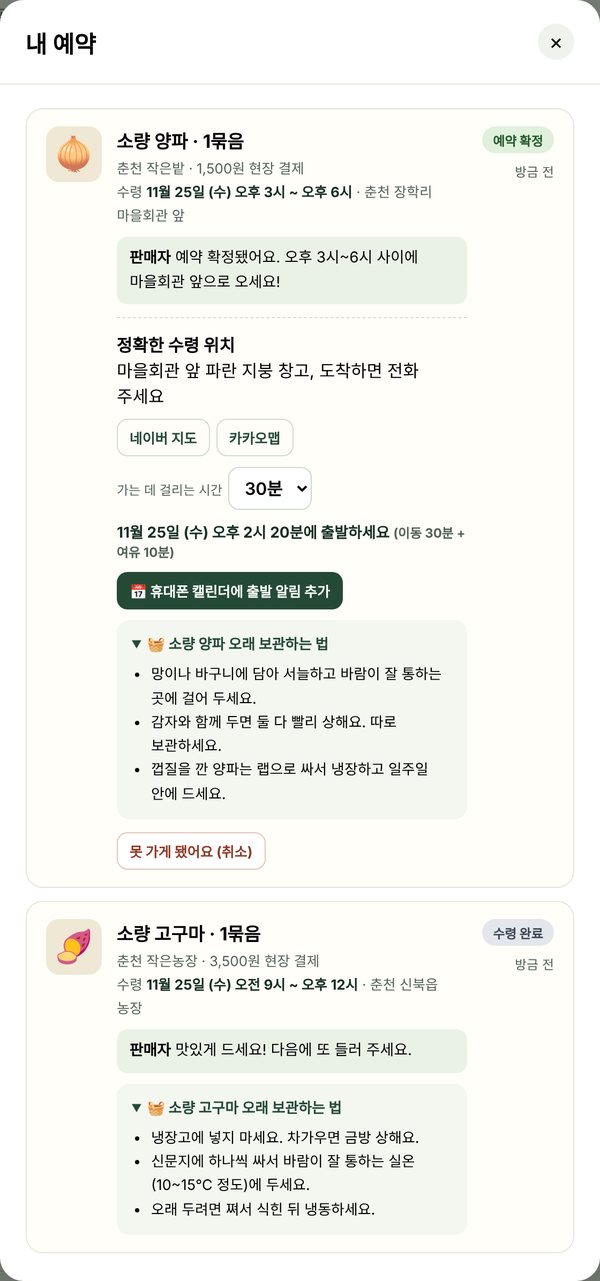 내 예약
×
소량 양파 · 1묶음
예약 확정
춘천 작은밭 · 1,500원 현장 결제
방금 전
수령 11월 25일 (수) 오후 3시 ~ 오후 6시 · 춘천 장학리
마을회관 앞
판매자 예약 확정됐어요. 오후 3시~6시 사이에
마을회관 앞으로 오세요!
정확한 수령 위치
마을회관 앞 파란 지붕 창고, 도착하면 전화
주세요
네이버 지도
카카오맵
가는 데 걸리는 시간 30분
11월 25일 (수) 오후 2시 20분에 출발하세요 (이동 30분 +
여유 10분)
📅 휴대폰 캘린더에 출발 알림 추가
▼ 🧺 소량 양파 오래 보관하는 법
• 망이나 바구니에 담아 서늘하고 바람이 잘 통하는
곳에 걸어 두세요.
• 감자와 함께 두면 둘 다 빨리 상해요. 따로
보관하세요.
• 껍질을 깐 양파는 랩으로 싸서 냉장하고 일주일
안에 드세요.
못 가게 됐어요 (취소)
소량 고구마 · 1묶음
수령 완료
춘천 작은농장 · 3,500원 현장 결제
방금 전
수령 11월 25일 (수) 오전 9시 ~ 오후 12시 · 춘천 신북읍
농장
판매자 맛있게 드세요! 다음에 또 들러 주세요.
▼ 🧺 소량 고구마 오래 보관하는 법
• 냉장고에 넣지 마세요. 차가우면 금방 상해요.
• 신문지에 하나씩 싸서 바람이 잘 통하는 실온
(10~15°C 정도)에 두세요.
• 오래 두려면 쪄서 식힌 뒤 냉동하세요.